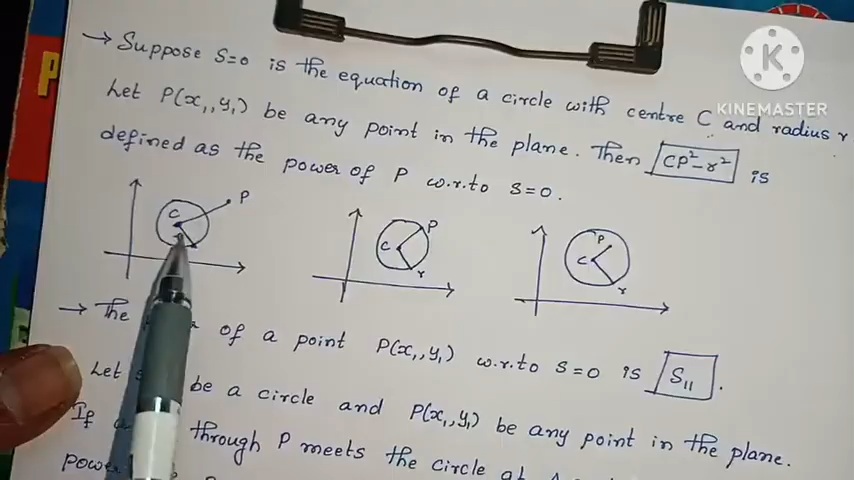 → Suppose S=0 is the equation of a circle with centre C and radius r
Let P(x₁,y₁) be any point in the plane. Then CP²-r² is
defined as the power of P w.r.to S=0.
C P
C P r
C P r
→ The of a point P(x₁,y₁) w.r.to S=0 is S₁₁.
Let be a circle and P(x₁,y₁) be any point in the plane.
If through P meets the circle at
K
KINEMASTER